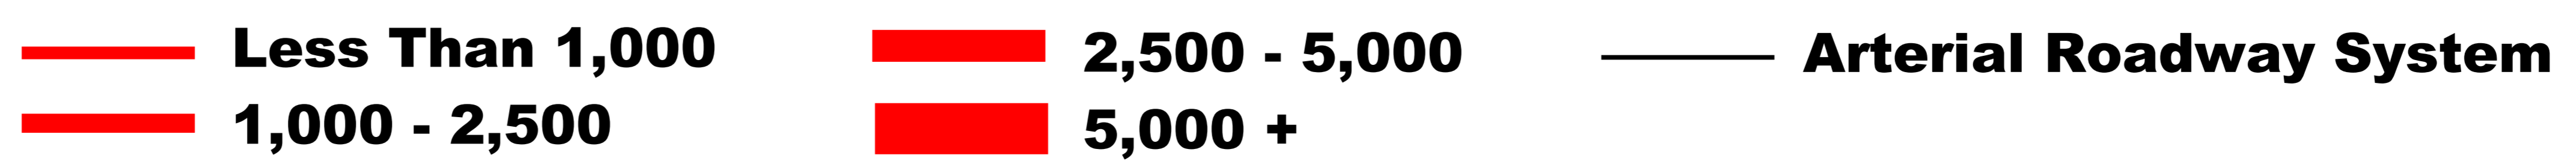 Less Than 1,000
1,000 - 2,500
2,500 - 5,000
5,000 +
Arterial Roadway System